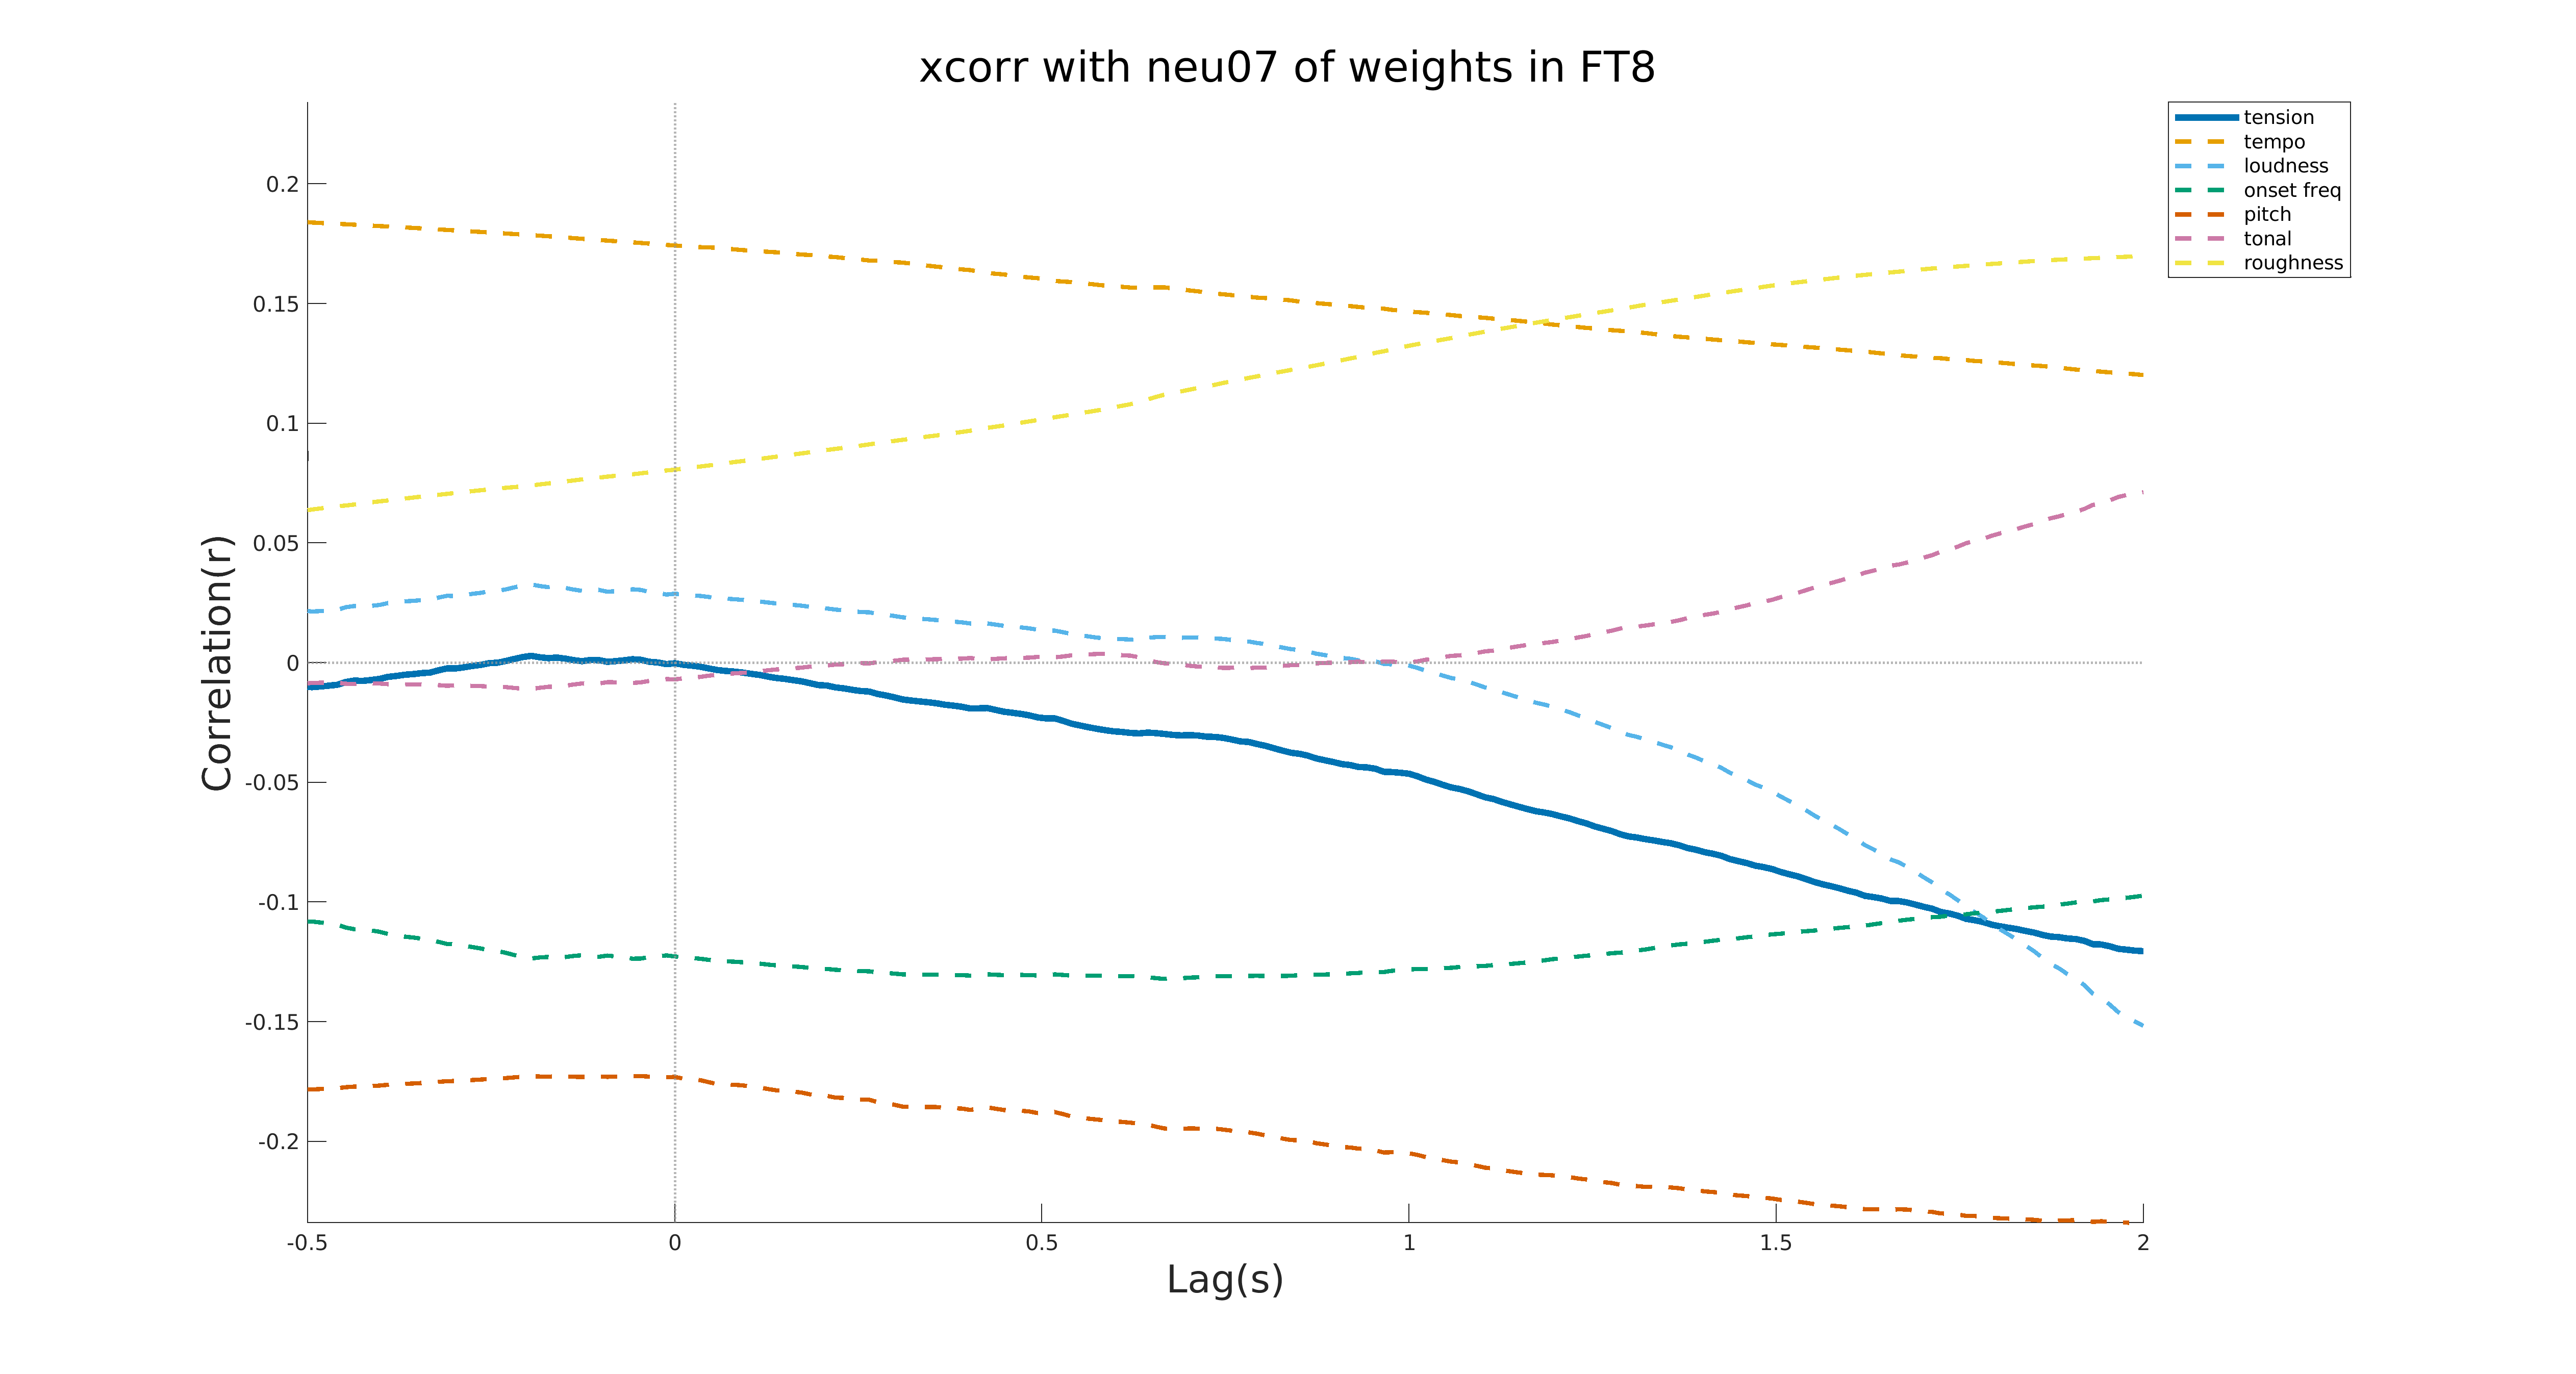 xcorr with neu07 of weights in FT8
tension
tempo
loudness
onset freq
pitch
tonal
roughness
0.2
0.15
0.1
0.05
0
-0.05
-0.1
-0.15
-0.2
Correlation(r)
-0.5
0
0.5
1
1.5
2
Lag(s)